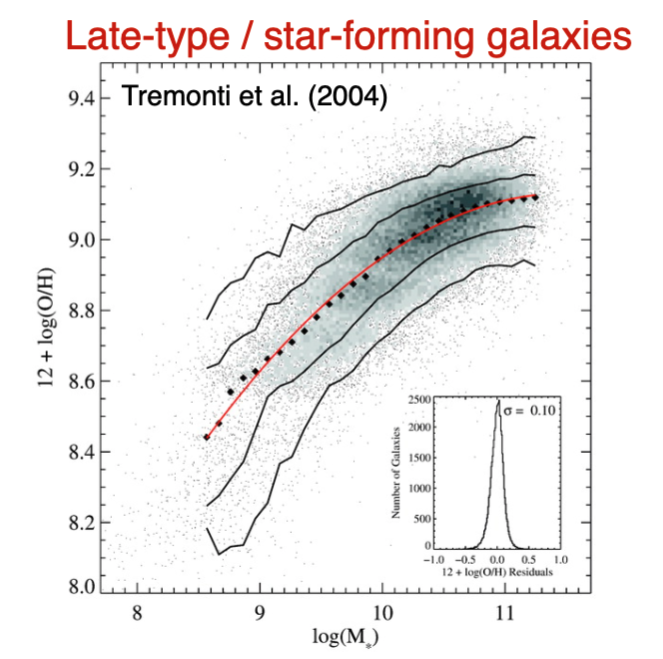 Late-type / star-forming galaxies
Tremonti et al. (2004)
9.4
9.2
9.0
8.8
8.6
8.4
8.2
8.0
12 + log(O/H)
8 9 10 11
log(M*)
2500
2000
1500
1000
500
0
Number of Galaxies
σ = 0.10
−1.0 −0.5 0.0 0.5 1.0
12 + log(O/H) Residuals